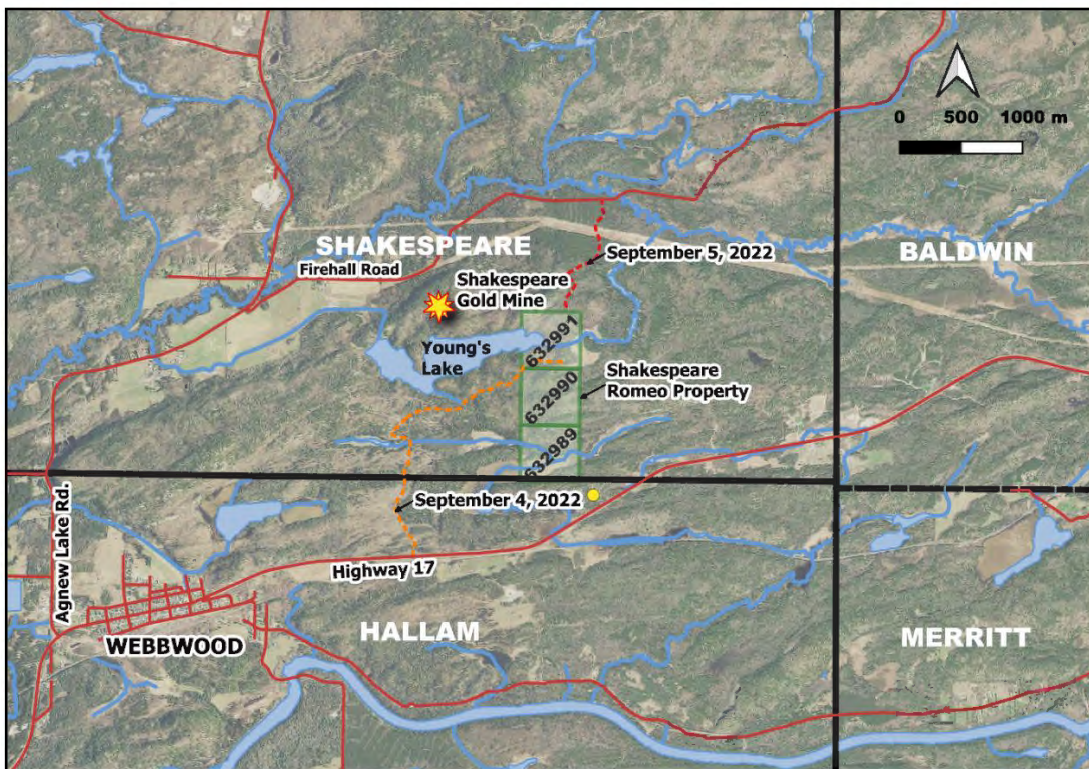 0 500 1000 m
SHAKESPEARE
September 5, 2022
BALDWIN
Firehall Road
Shakespeare
Gold Mine
Young's
Lake
632991
Shakespeare
Romeo Property
632990
632989
September 4, 2022
Agnew Lake Rd.
Highway 17
HALLAM
WEBBWOOD
MERRITT